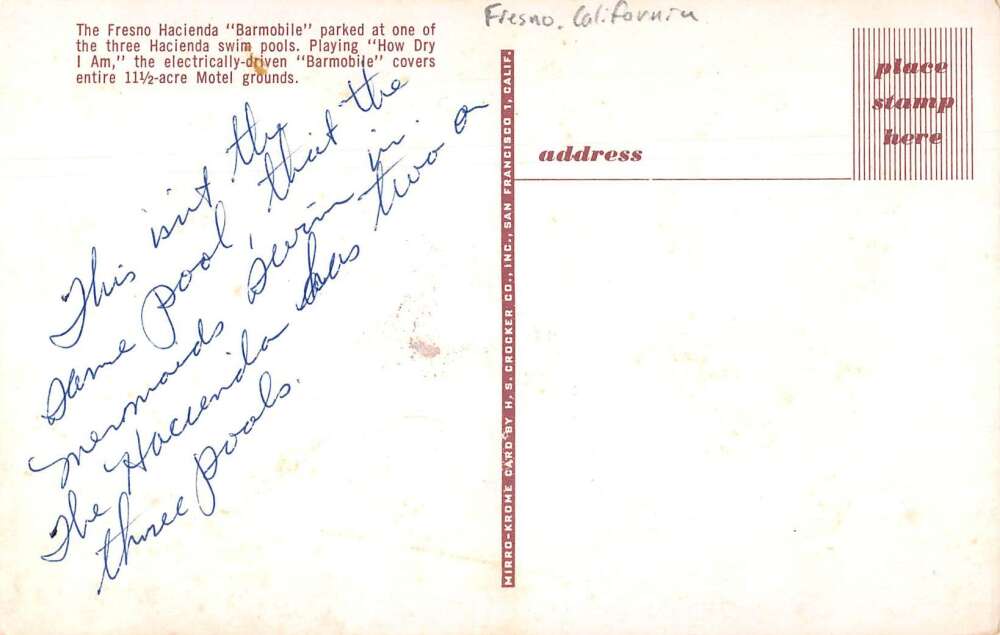 Fresno, California
The Fresno Hacienda "Barmobile" parked at one of
the three Hacienda swim pools. Playing "How Dry
I Am," the electrically-driven "Barmobile" covers
entire 11½-acre Motel grounds.
This isn't the
same pool that the
mermaids swim in.
The Hacienda has two or
three pools.
MIRRO-KROME CARD BY H. S. CROCKER CO., INC., SAN FRANCISCO 1, CALIF.
address
place
stamp
here